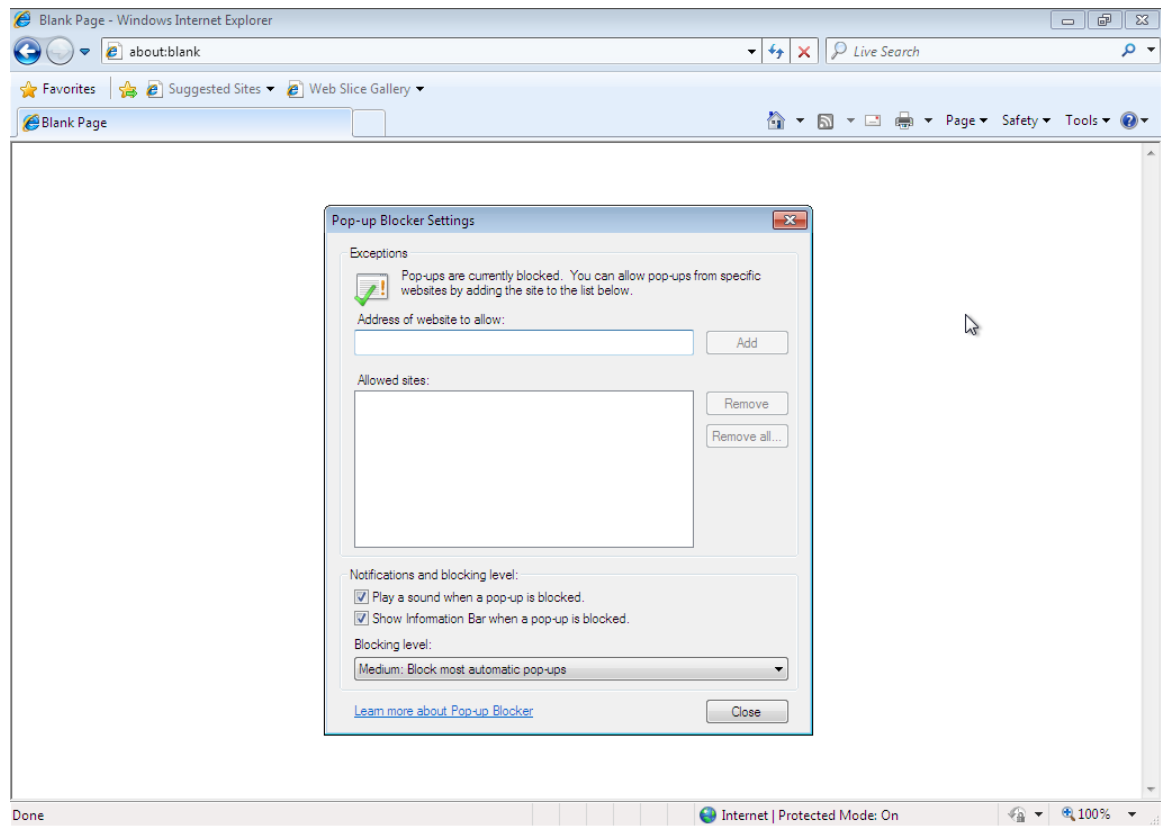 Blank Page - Windows Internet Explorer
about:blank
Live Search
Favorites Suggested Sites Web Slice Gallery
Blank Page
Page Safety Tools
Pop-up Blocker Settings
Exceptions
Pop-ups are currently blocked. You can allow pop-ups from specific
websites by adding the site to the list below.
Address of website to allow:
Add
Allowed sites:
Remove
Remove all...
Notifications and blocking level:
Play a sound when a pop-up is blocked.
Show Information Bar when a pop-up is blocked.
Blocking level:
Medium: Block most automatic pop-ups
Learn more about Pop-up Blocker
Close
Done Internet | Protected Mode: On 100%